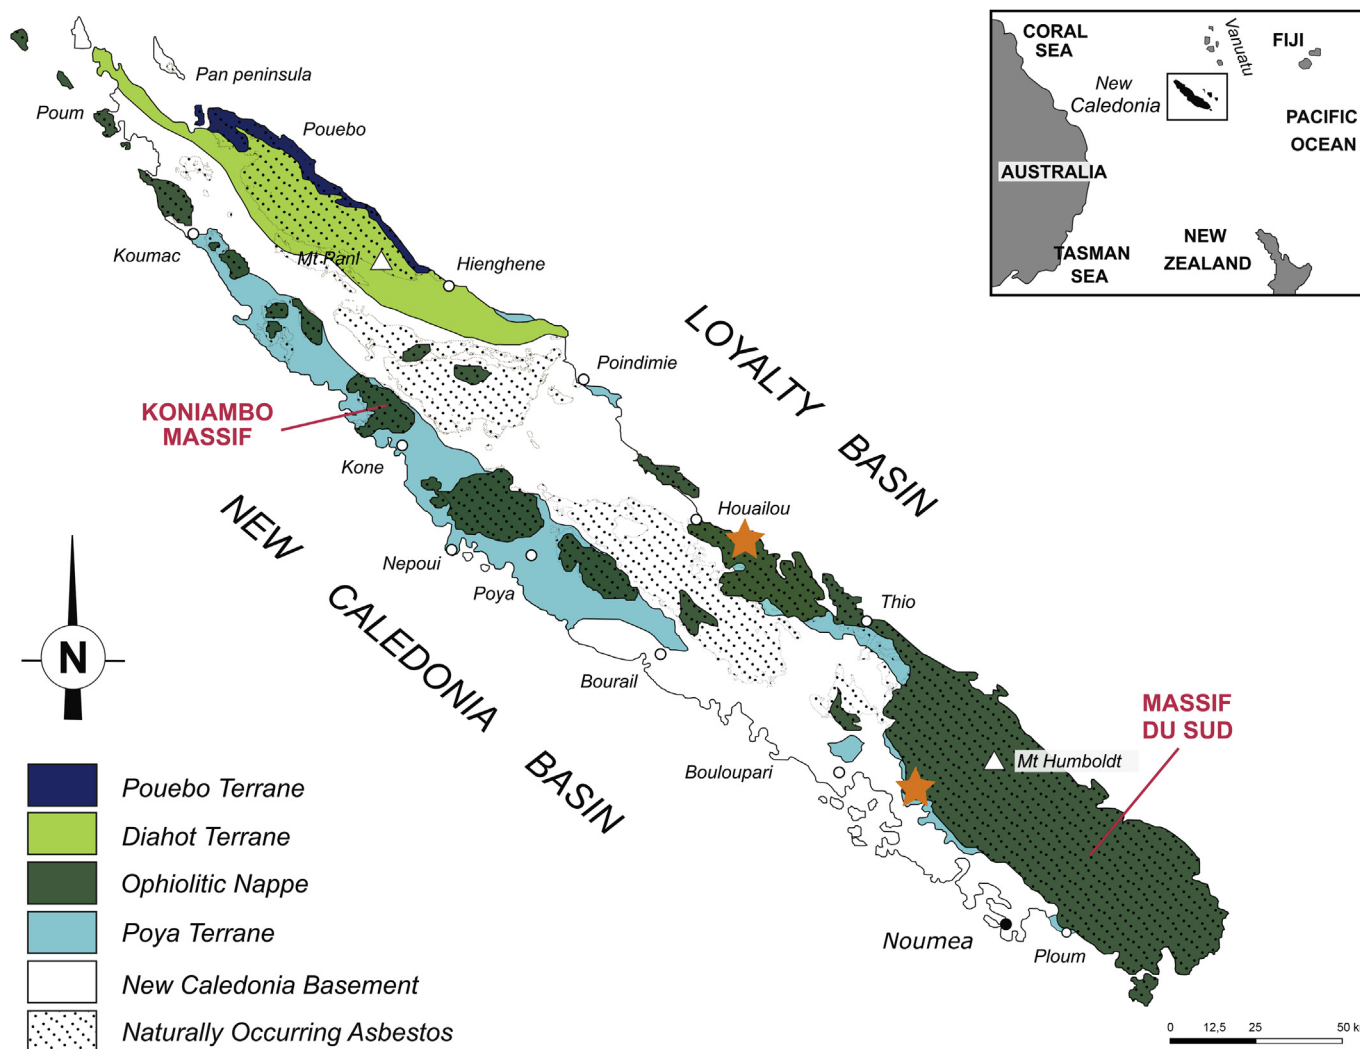 Pan peninsula
Poum
Pouebo
Koumac
Mt Panl
Hienghene
Poindimie
KONIAMBO
MASSIF
Kone
LOYALTY BASIN
Houailou
Nepoui
Poya
Thio
NEW CALEDONIA BASIN
Bourail
MASSIF
DU SUD
Mt Humboldt
Bouloupari
Noumea
Ploum
N
CORAL
SEA
Vanuatu
FIJI
New
Caledonia
PACIFIC
OCEAN
AUSTRALIA
TASMAN
SEA
NEW
ZEALAND
Pouebo Terrane
Diahot Terrane
Ophiolitic Nappe
Poya Terrane
New Caledonia Basement
Naturally Occurring Asbestos
0 12,5 25 50 k